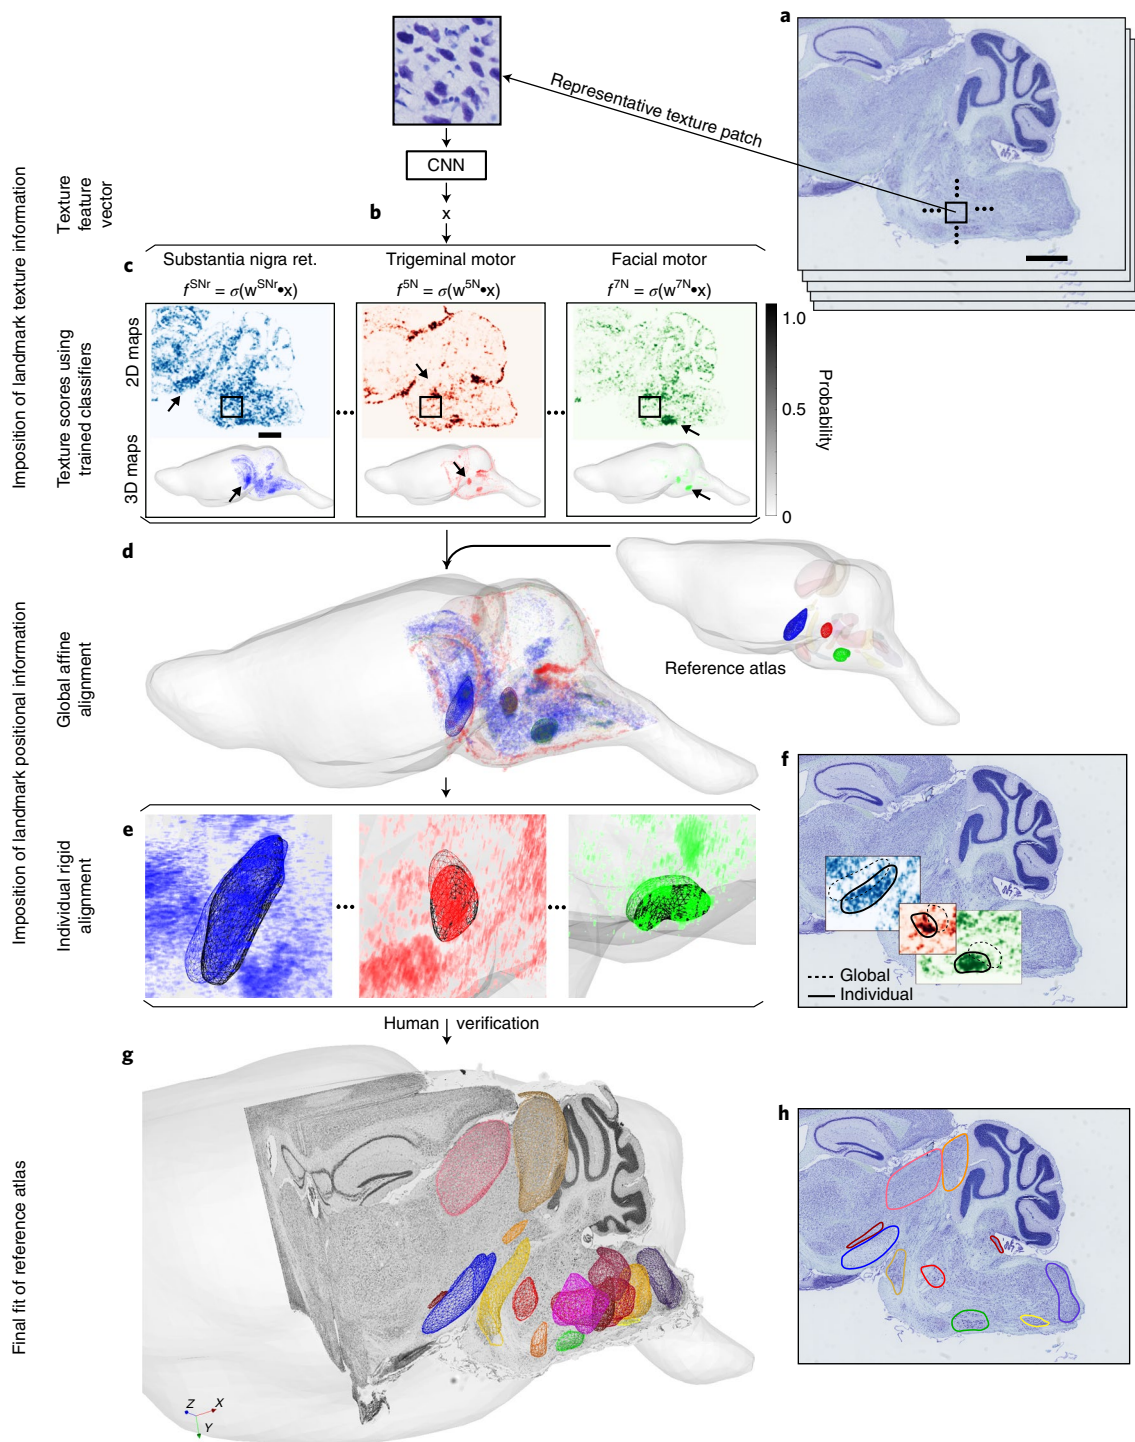 a
Representative texture patch
CNN
b
x
Imposition of landmark texture information
Texture feature vector
c
Substantia nigra ret.
Trigeminal motor
Facial motor
f^SNr = σ(w^SNr•x)
f^5N = σ(w^5N•x)
f^7N = σ(w^7N•x)
Texture scores using trained classifiers
2D maps
3D maps
1.0
0.5
0
Probability
d
Imposition of landmark positional information
Global affine alignment
Reference atlas
e
Individual rigid alignment
f
Global
Individual
Human verification
g
Final fit of reference atlas
Z
X
Y
h